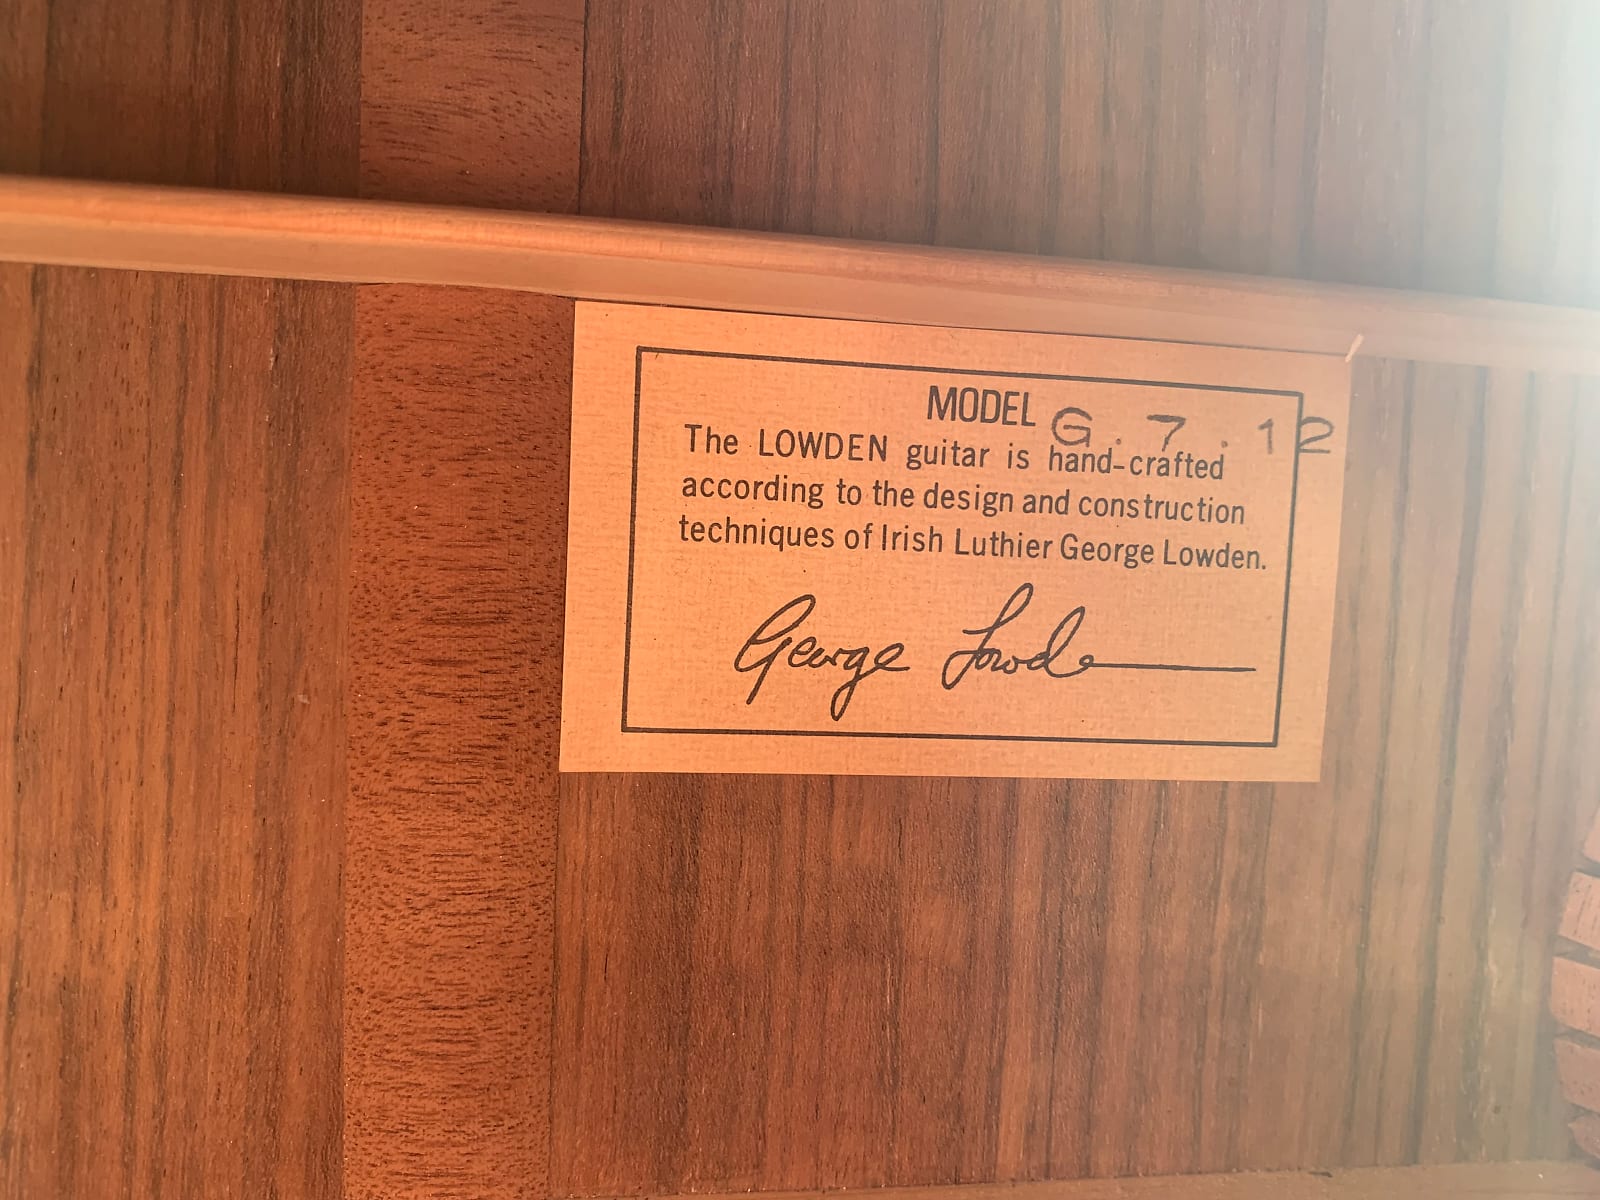 MODEL G.7.12
The LOWDEN guitar is hand-crafted
according to the design and construction
techniques of Irish Luthier George Lowden.
George Lowden